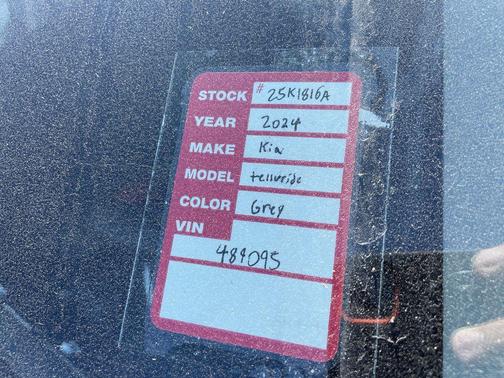 STOCK # 25K1816A
YEAR 2024
MAKE Kia
MODEL telluride
COLOR Grey
VIN
484095